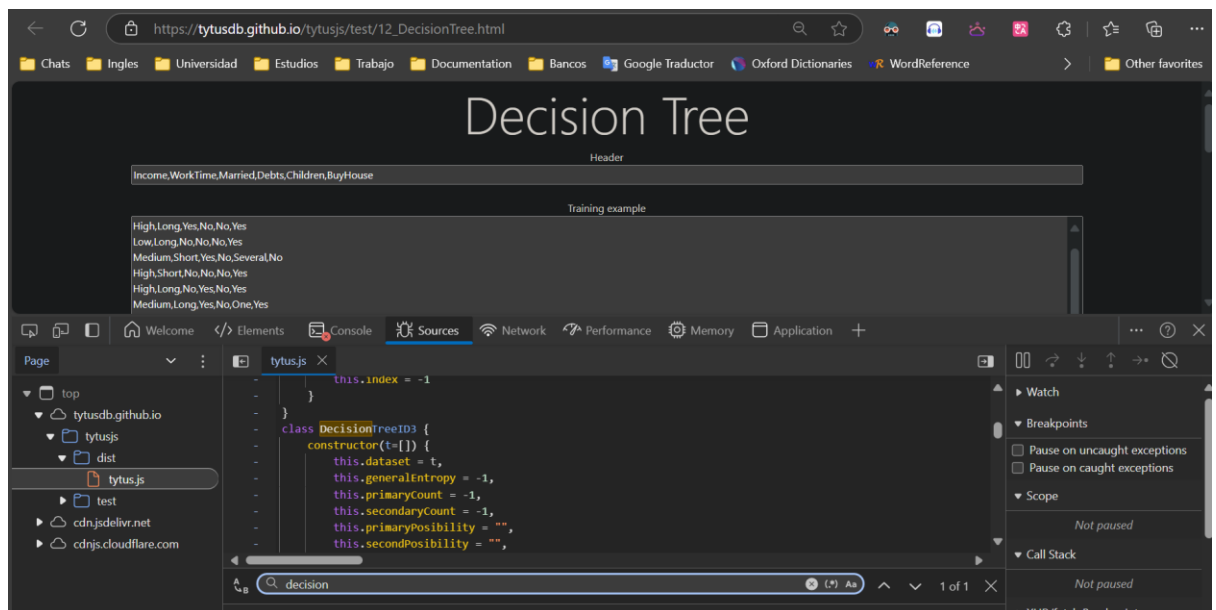 https://tytusdb.github.io/tytusjs/test/12_DecisionTree.html
Chats Ingles Universidad Estudios Trabajo Documentation Bancos Google Traductor Oxford Dictionaries WordReference Other favorites
Decision Tree
Header
Income,WorkTime,Married,Debts,Children,BuyHouse
Training example
High,Long,Yes,No,No,Yes
Low,Long,No,No,No,Yes
Medium,Short,Yes,No,Several,No
High,Short,No,No,No,Yes
High,Long,No,Yes,No,Yes
Medium,Long,Yes,No,One,Yes
Welcome Elements Console Sources Network Performance Memory Application
Page
top
tytusdb.github.io
tytusjs
dist
tytus.js
test
cdn.jsdelivr.net
cdnjs.cloudflare.com
tytus.js
this.index = -1
}
}
class DecisionTreeID3 {
constructor(t=[]) {
this.dataset = t,
this.generalEntropy = -1,
this.primaryCount = -1,
this.secondaryCount = -1,
this.primaryPosibility = "",
this.secondPosibility = "",
decision (.*) Aa 1 of 1
Watch
Breakpoints
Pause on uncaught exceptions
Pause on caught exceptions
Scope
Not paused
Call Stack
Not paused